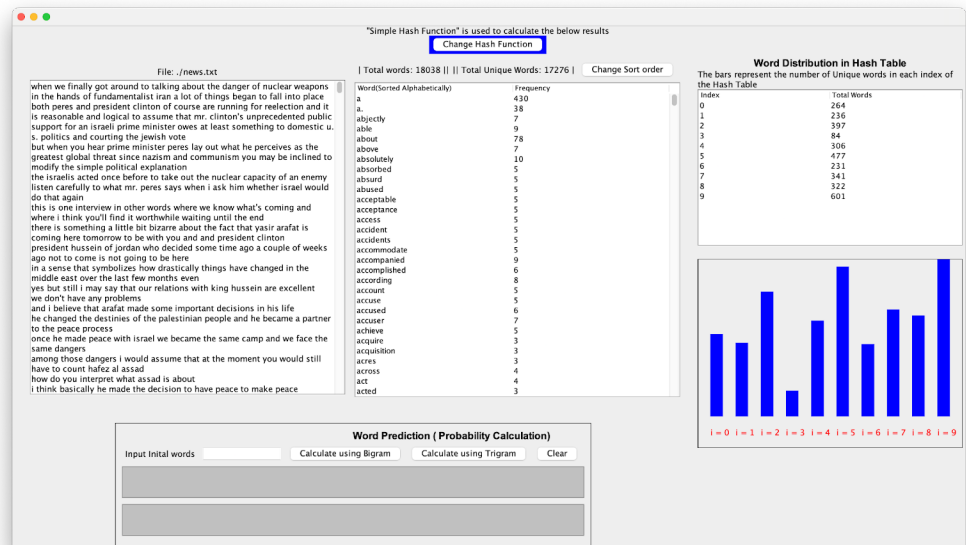 "Simple Hash Function" is used to calculate the below results
Change Hash Function
File: ./news.txt
when we finally got around to talking about the danger of nuclear weapons
in the hands of fundamentalist iran a lot of things began to fall into place
both peres and president clinton of course are running for reelection and it
is reasonable and logical to assume that mr. clinton's unprecedented public
support for an israeli prime minister owes at least something to domestic u.
s. politics and courting the jewish vote
but when you hear prime minister peres lay out what he perceives as the
greatest global threat since nazism and communism you may be inclined to
modify the simple political explanation
the israelis acted once before to take out the nuclear capacity of an enemy
listen carefully to what mr. peres says when i ask him whether israel would
do that again
this is one interview in other words where we know what's coming and
where i think you'll find it worthwhile waiting until the end
there is something a little bit bizarre about the fact that yasir arafat is
coming here tomorrow to be with you and and president clinton
president hussein of jordan who decided some time ago a couple of weeks
ago not to come is not going to be here
in a sense that symbolizes how drastically things have changed in the
middle east over the last few months even
yes but still i may say that our relations with king hussein are excellent
we don't have any problems
and i believe that arafat made some important decisions in his life
he changed the destinies of the palestinian people and he became a partner
to the peace process
once he made peace with israel we became the same camp and we face the
same dangers
among those dangers i would assume that at the moment you would still
have to count hafez al assad
how do you interpret what assad is about
i think basically he made the decision to have peace to make peace
| Total words: 18038 || || Total Unique Words: 17276 |
Change Sort order
Word(Sorted Alphabetically) Frequency
a 430
a. 38
abjectly 7
able 9
about 78
above 7
absolutely 10
absorbed 5
absurd 5
abused 5
acceptable 5
acceptance 5
access 5
accident 5
accidents 5
accommodate 5
accompanied 9
accomplished 6
according 8
account 5
accuse 5
accused 6
accuser 7
achieve 5
acquire 3
acquisition 3
acres 3
across 4
act 4
acted 3
Word Distribution in Hash Table
The bars represent the number of Unique words in each index of
the Hash Table
Index Total Words
0 264
1 236
2 397
3 84
4 306
5 477
6 231
7 341
8 322
9 601
i = 0 i = 1 i = 2 i = 3 i = 4 i = 5 i = 6 i = 7 i = 8 i = 9
Word Prediction ( Probability Calculation)
Input Inital words
Calculate using Bigram
Calculate using Trigram
Clear